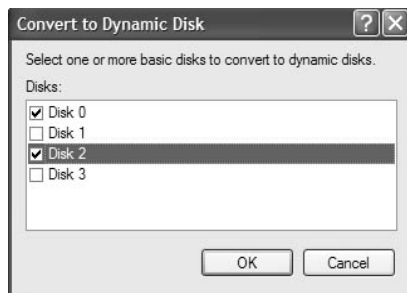 Convert to Dynamic Disk
Select one or more basic disks to convert to dynamic disks.
Disks:
Disk 0
Disk 1
Disk 2
Disk 3
OK Cancel